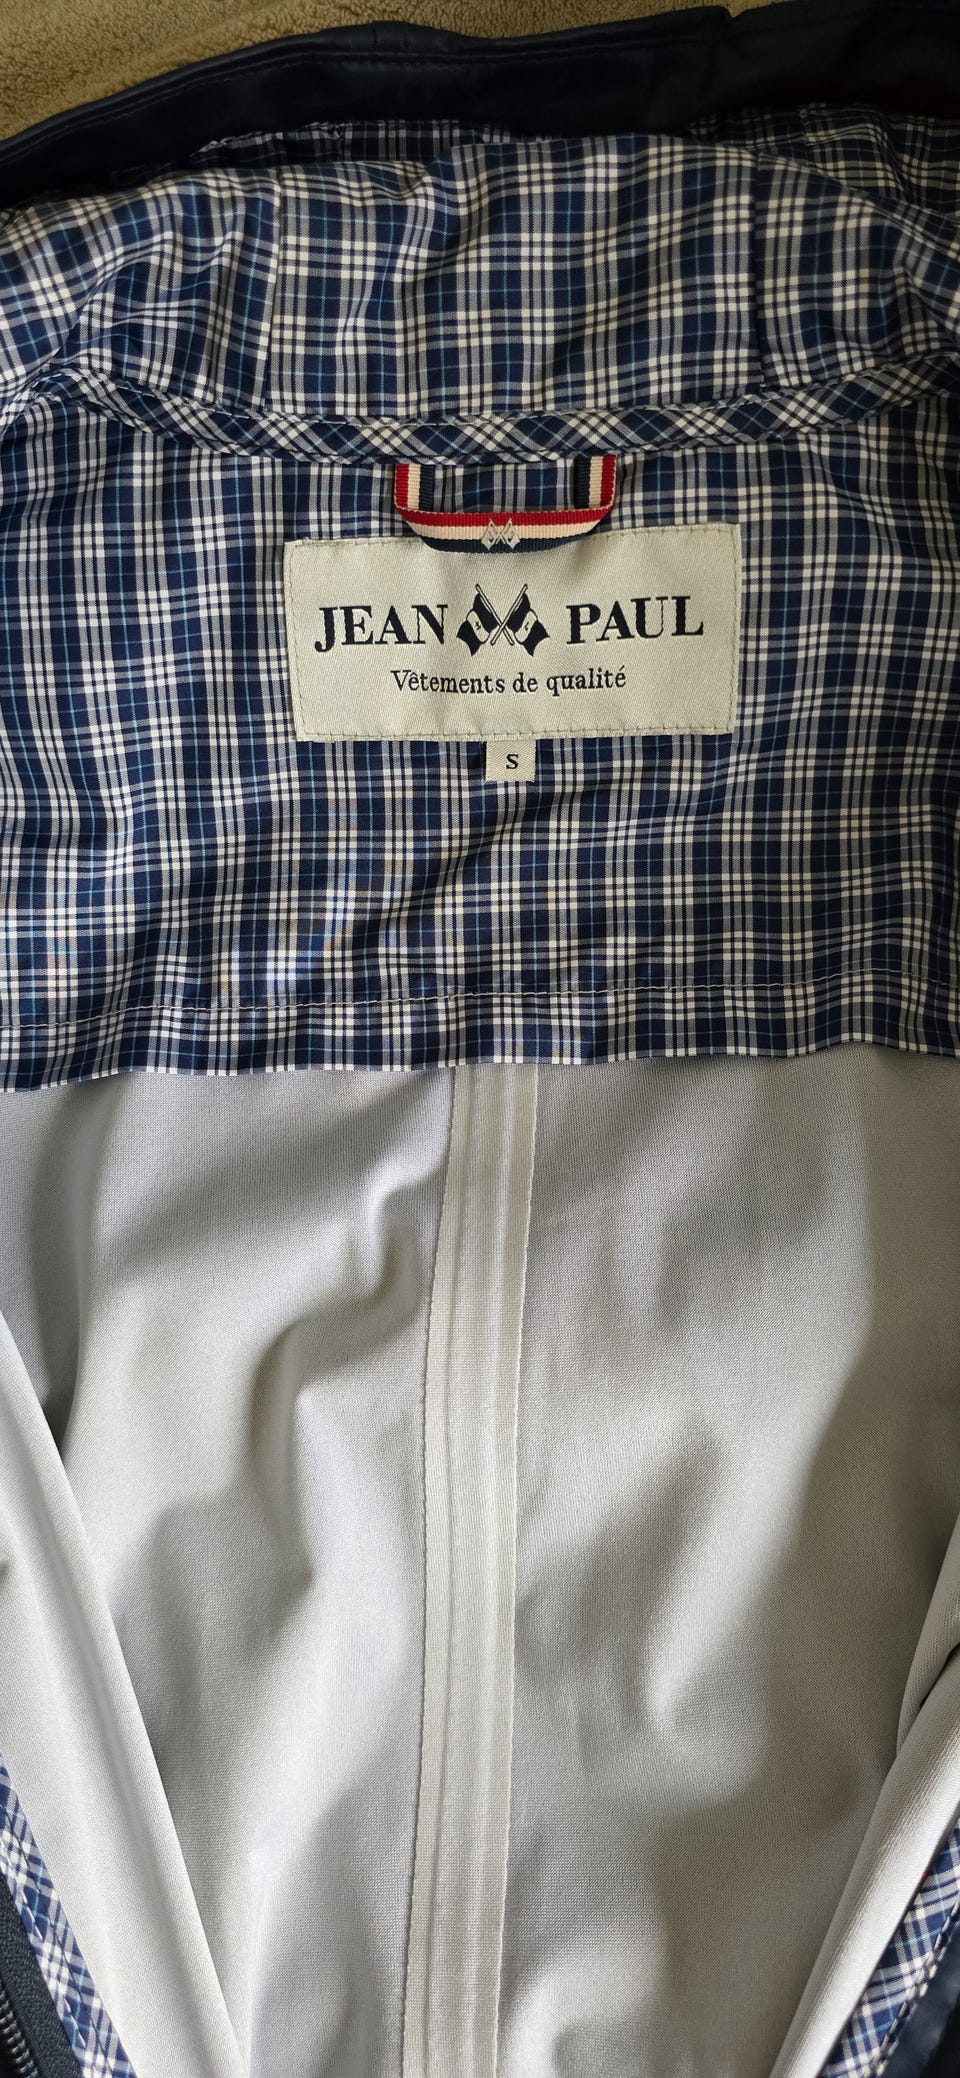 JEAN PAUL
Vêtements de qualité
S